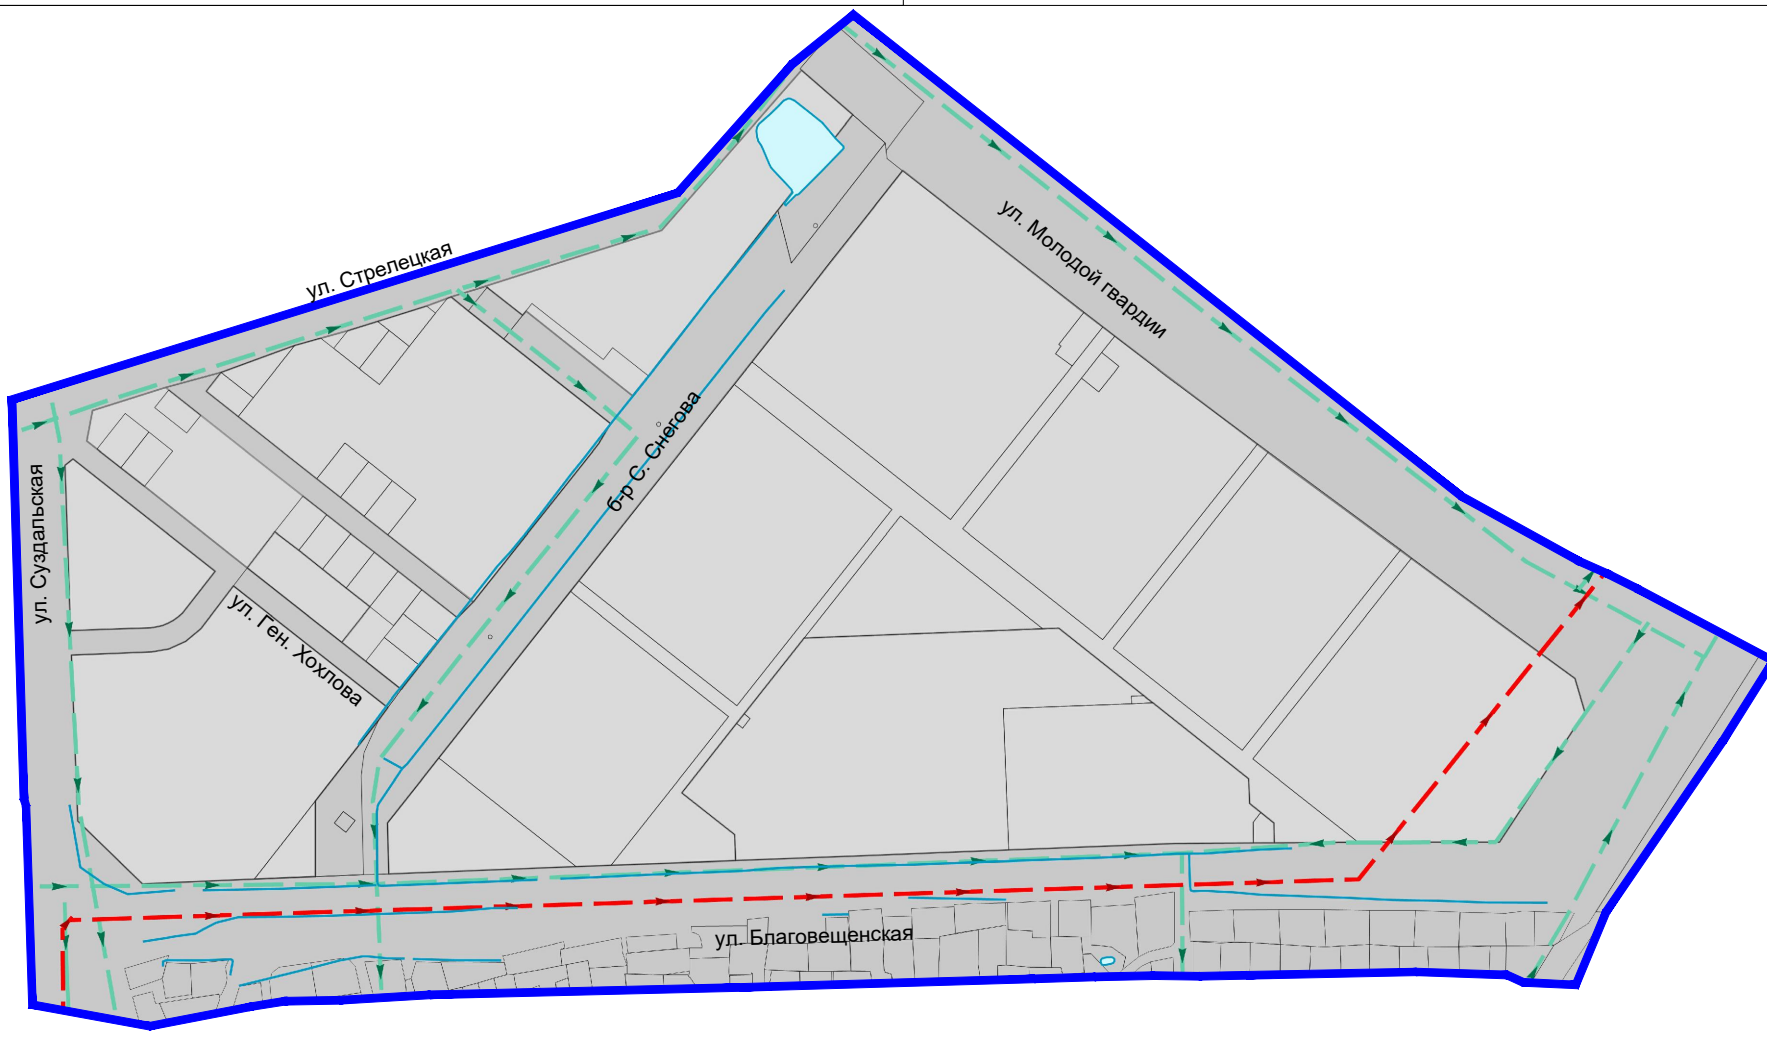 ул. Стрелецкая
ул. Молодой гвардии
б-р С. Снегова
ул. Суздальская
ул. Ген. Хохлова
ул. Благовещенская